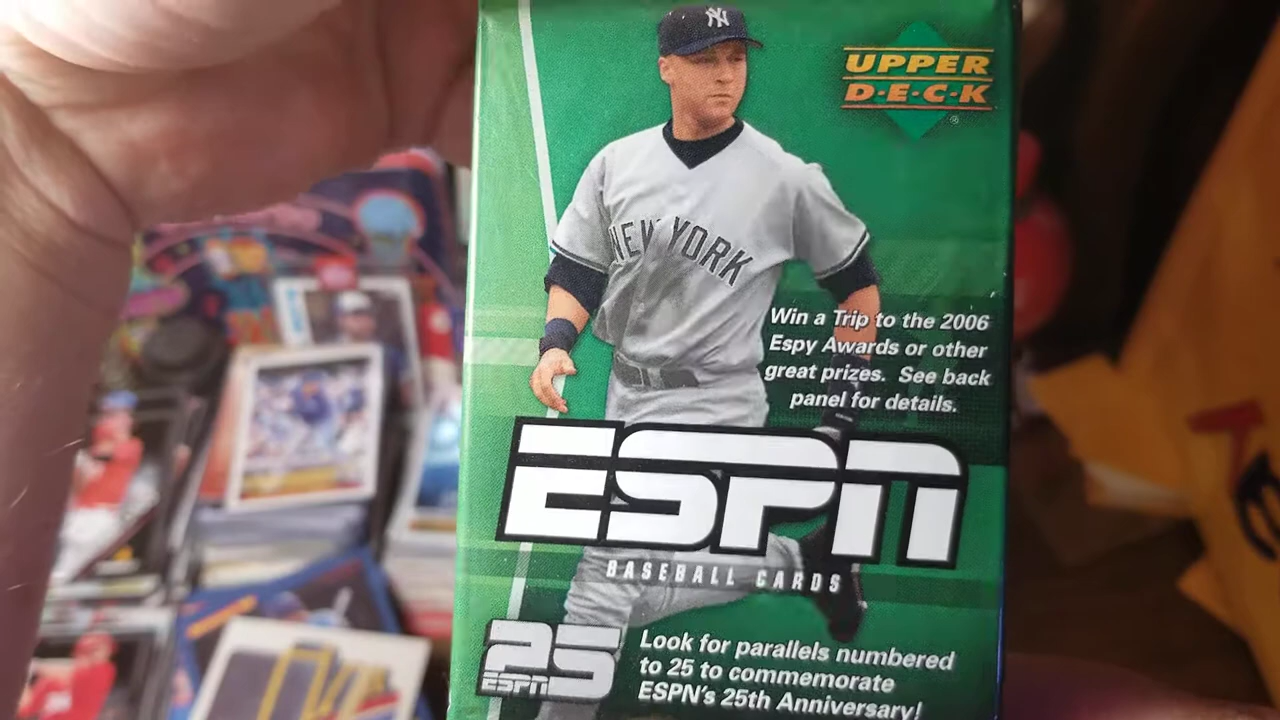 NY
UPPER
D·E·C·K
®
NEW YORK
Win a Trip to the 2006
Espy Awards or other
great prizes. See back
panel for details.
ESPN
BASEBALL CARDS
25
ESPN
Look for parallels numbered
to 25 to commemorate
ESPN's 25th Anniversary!